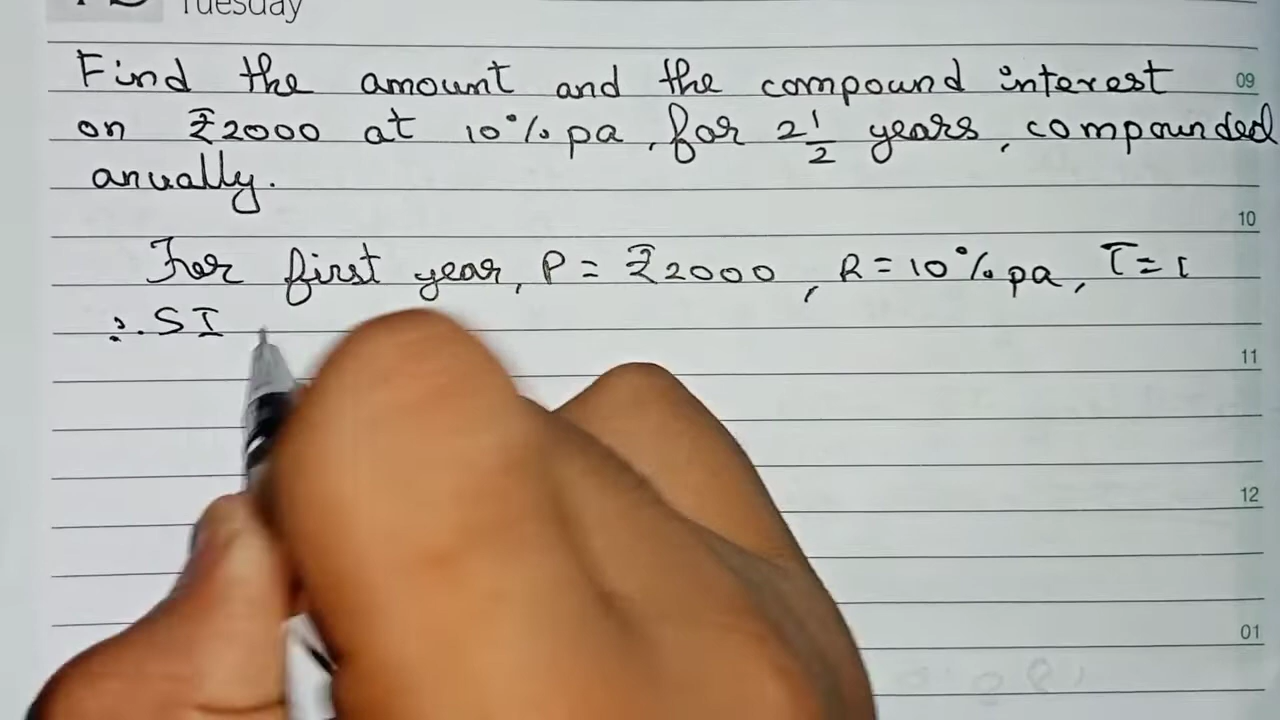 Tuesday
Find the amount and the compound interest 09
on ₹2000 at 10% pa, for 2 1/2 years, compounded
anually.
10
For first year, P = ₹2000, R = 10% pa, T = 1
∴ SI
11
12
01